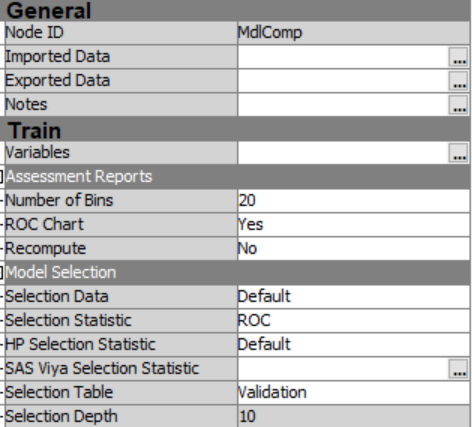 General
Node ID MdlComp
Imported Data ...
Exported Data ...
Notes ...
Train
Variables ...
Assessment Reports
Number of Bins 20
ROC Chart Yes
Recompute No
Model Selection
Selection Data Default
Selection Statistic ROC
HP Selection Statistic Default
SAS Viya Selection Statistic ...
Selection Table Validation
Selection Depth 10